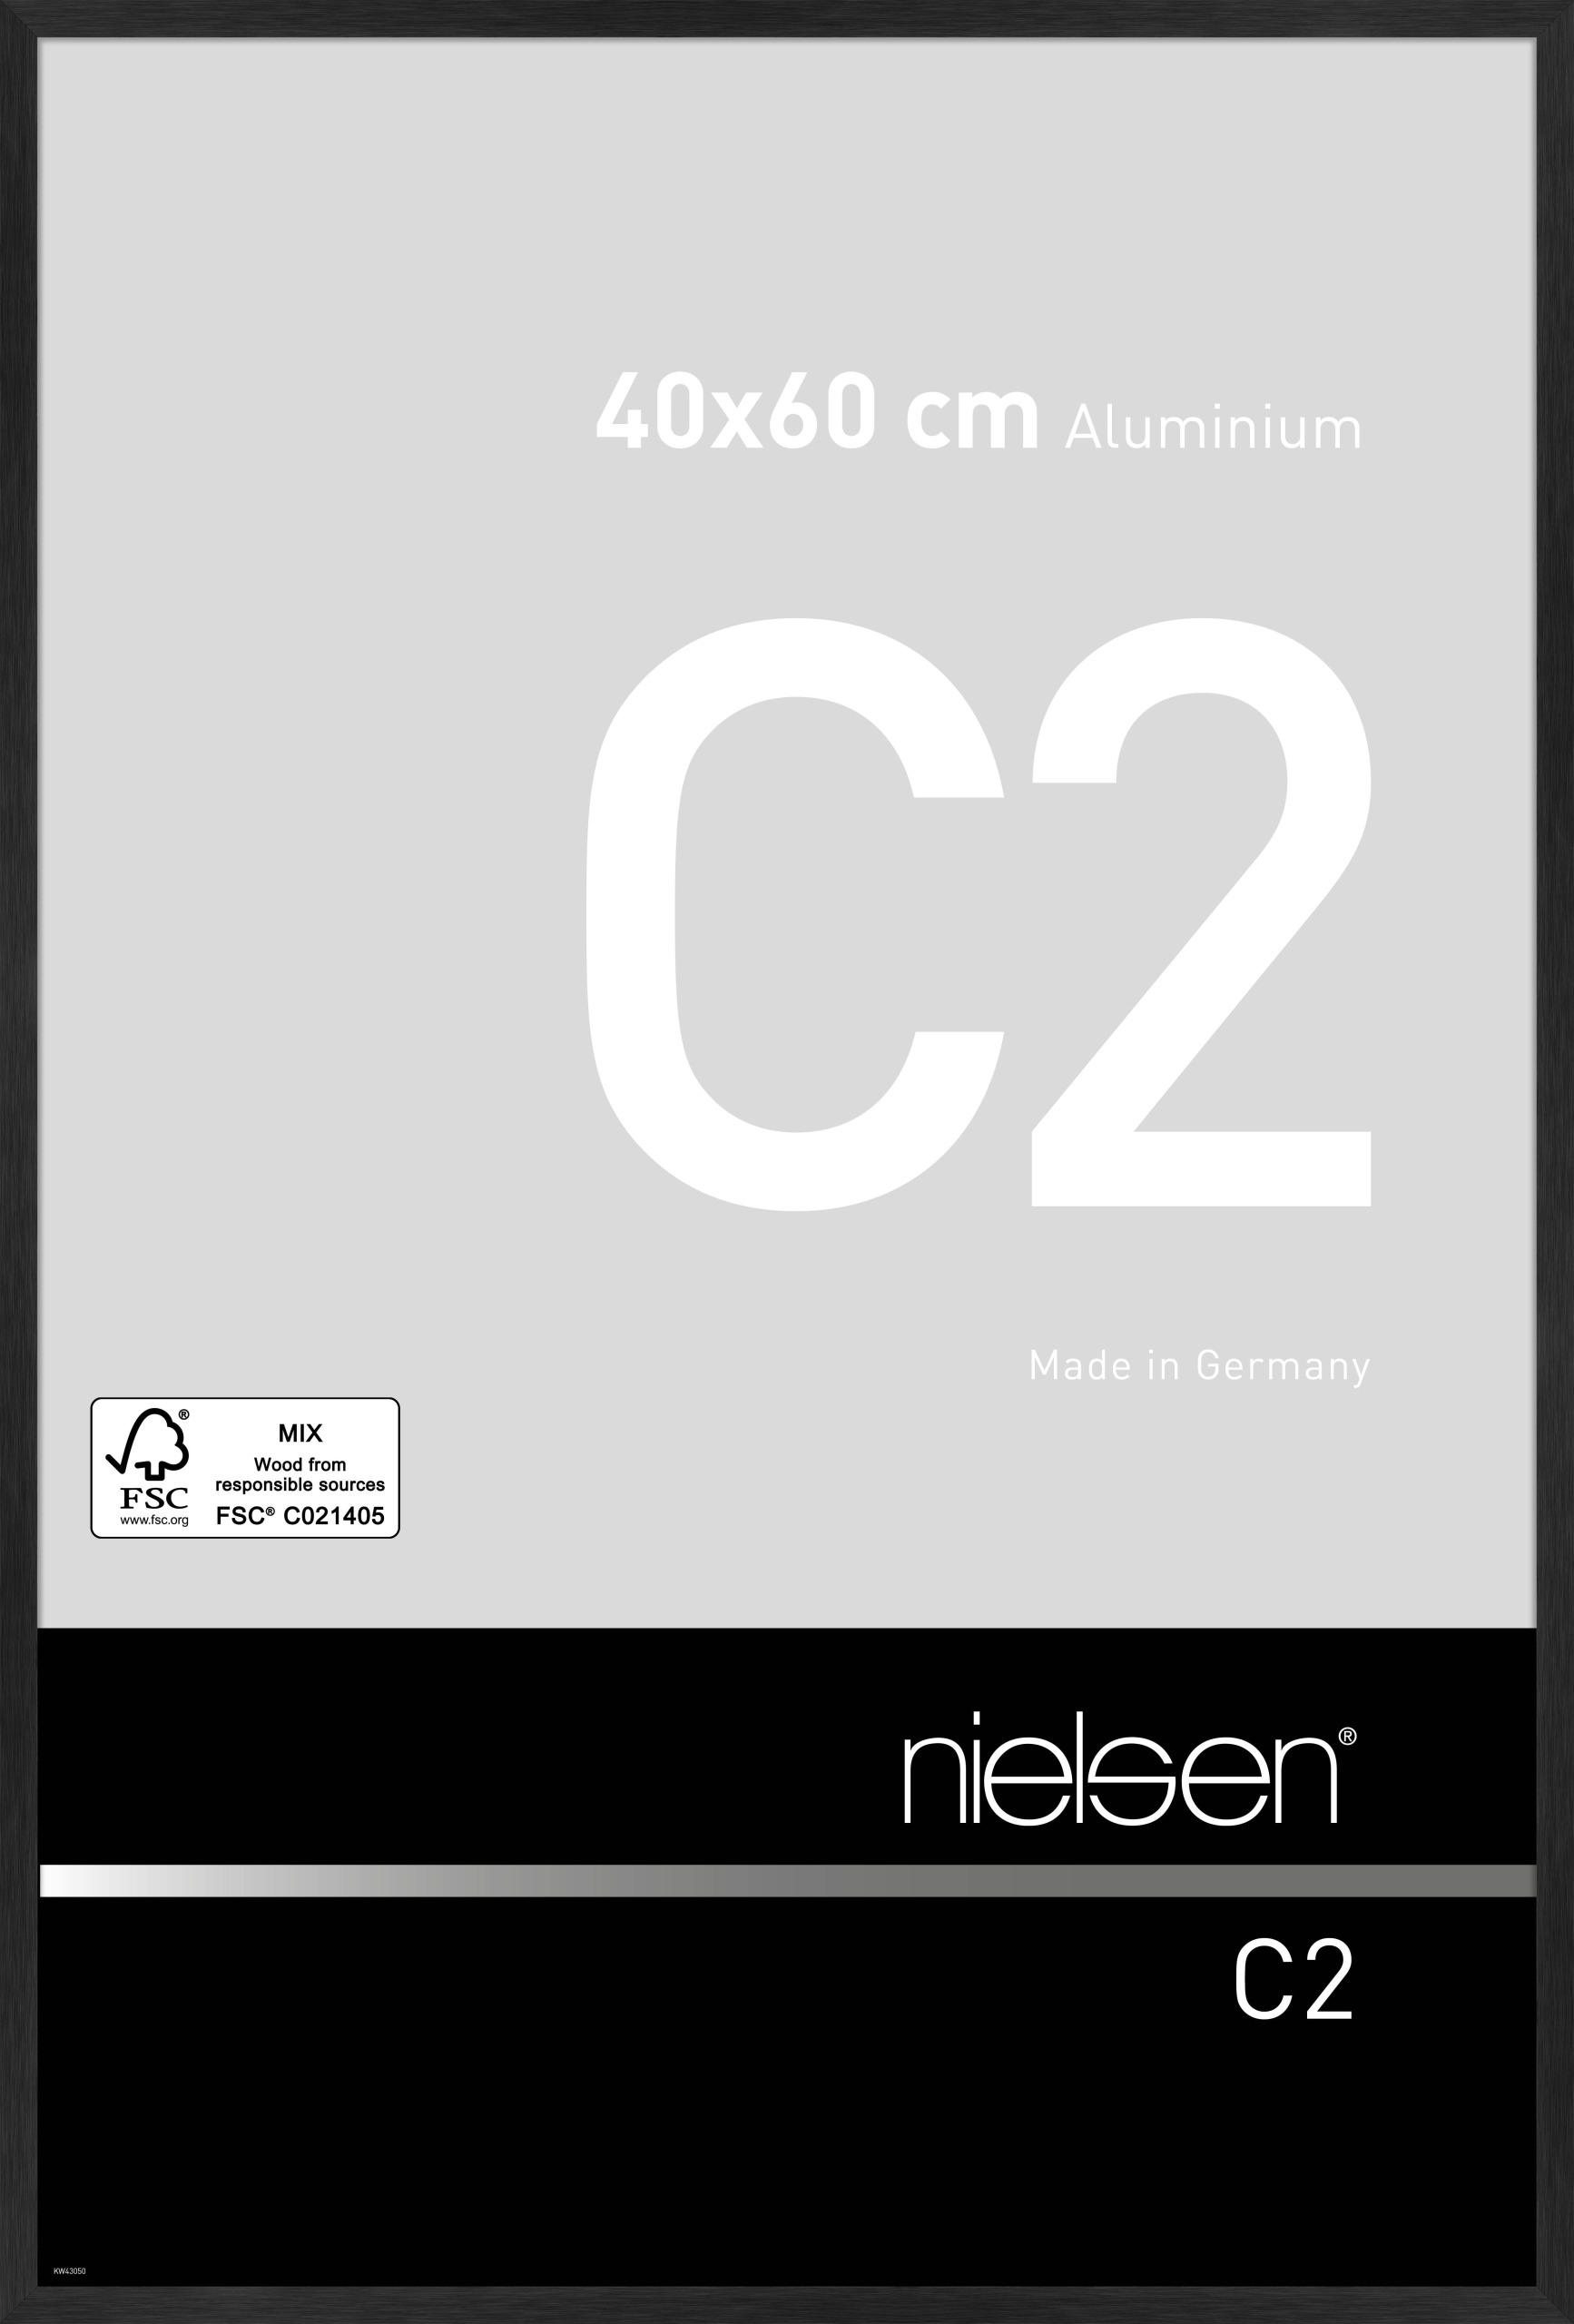 40x60 cm Aluminium
C2
Made in Germany
®
MIX
Wood from
responsible sources
FSC® C021405
FSC
www.fsc.org
nielsen®
C2
KW43050